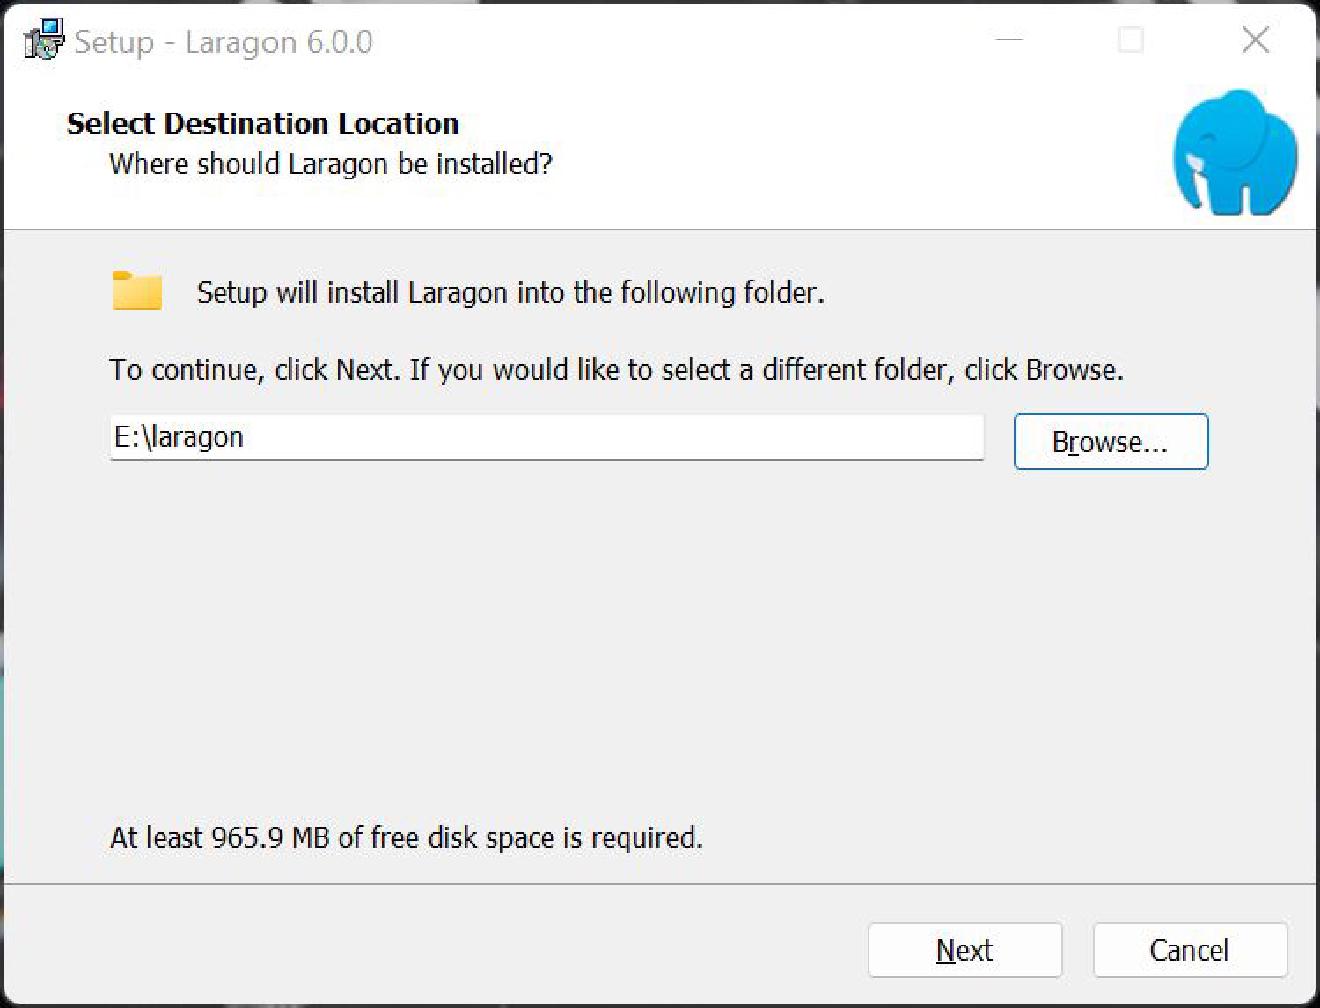 Setup - Laragon 6.0.0
Select Destination Location
Where should Laragon be installed?
Setup will install Laragon into the following folder.
To continue, click Next. If you would like to select a different folder, click Browse.
E:\laragon
Browse...
At least 965.9 MB of free disk space is required.
Next
Cancel